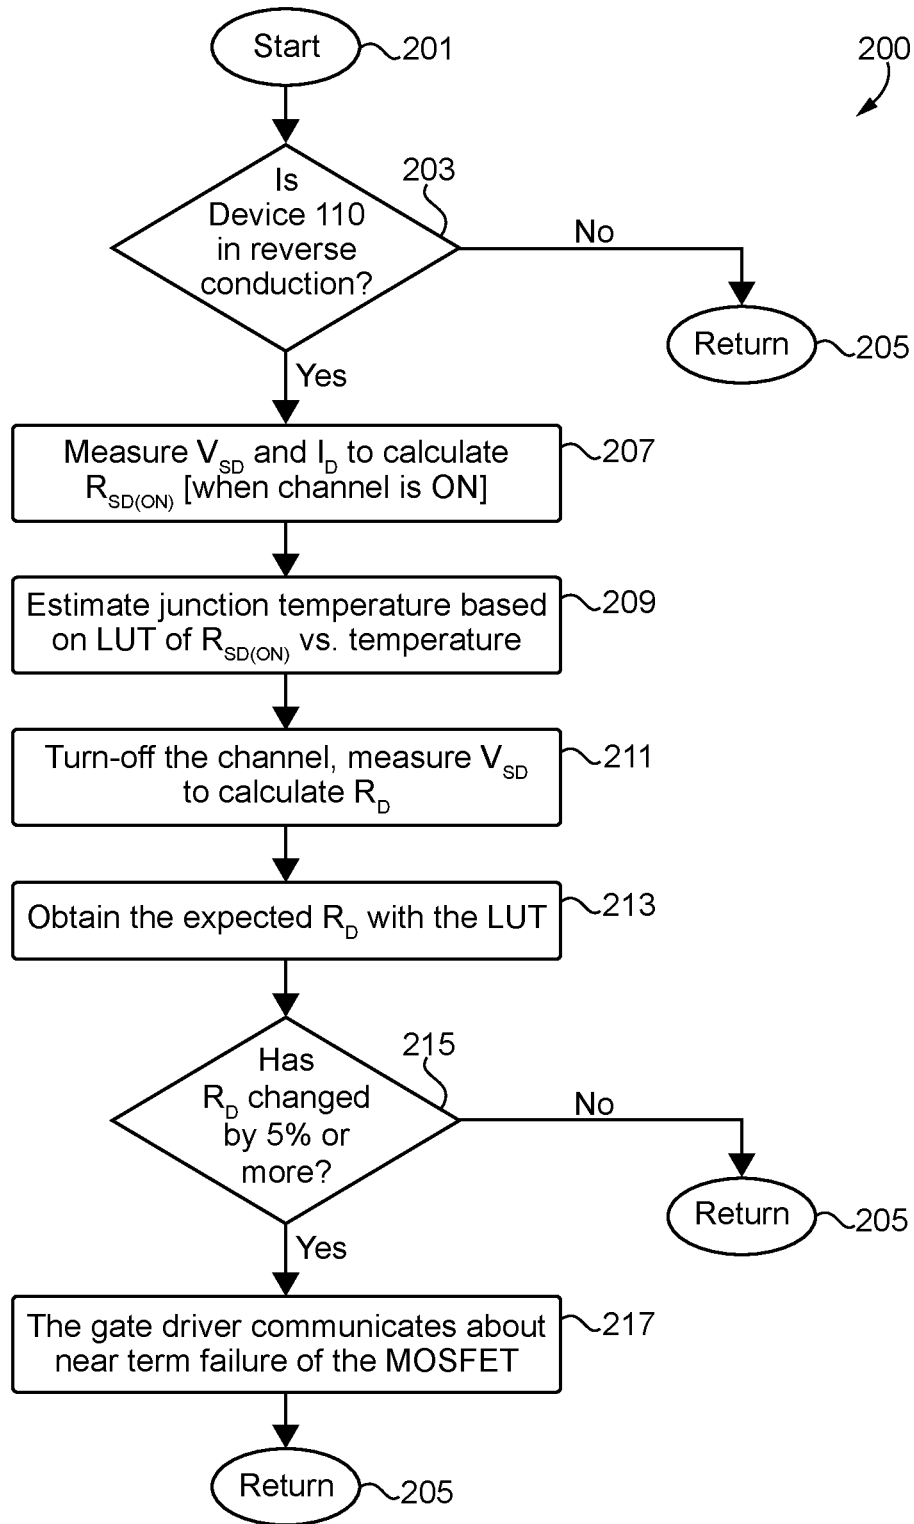 Start
201
200
Is
Device 110
in reverse
conduction?
203
No
Return
205
Yes
Measure V_SD and I_D to calculate
R_SD(ON) [when channel is ON]
207
Estimate junction temperature based
on LUT of R_SD(ON) vs. temperature
209
Turn-off the channel, measure V_SD
to calculate R_D
211
Obtain the expected R_D with the LUT
213
Has
R_D changed
by 5% or
more?
215
No
Return
205
Yes
The gate driver communicates about
near term failure of the MOSFET
217
Return
205